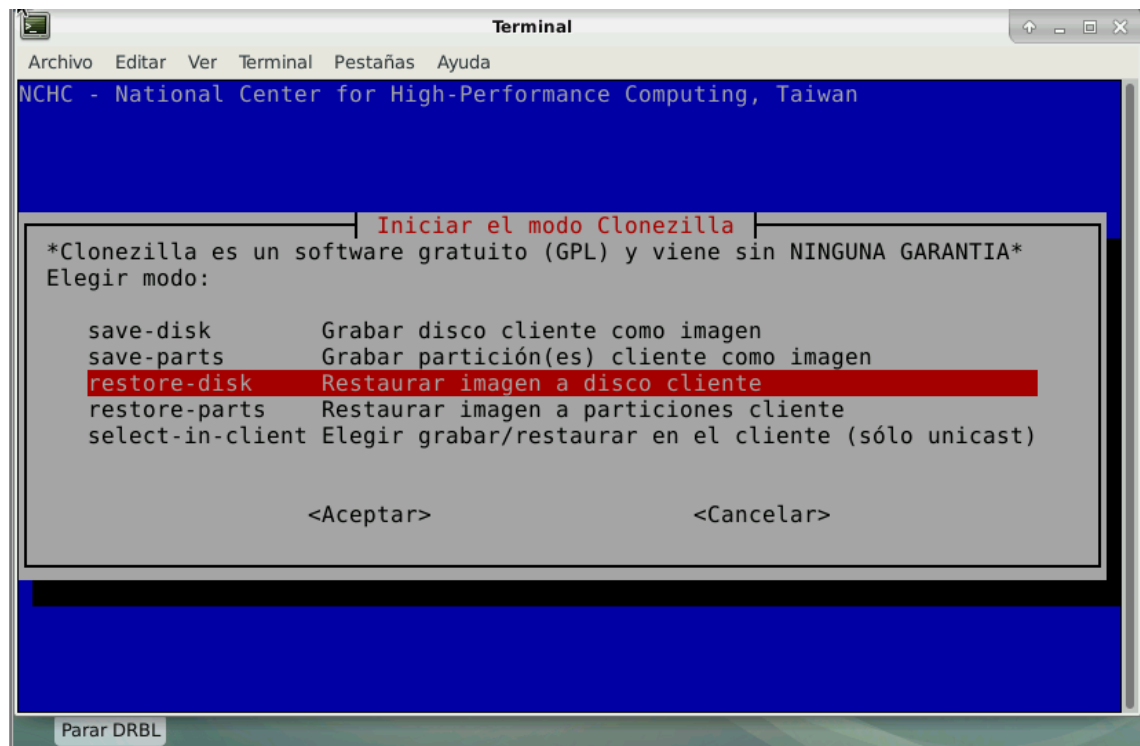 Terminal
Archivo Editar Ver Terminal Pestañas Ayuda
NCHC - National Center for High-Performance Computing, Taiwan
Iniciar el modo Clonezilla
*Clonezilla es un software gratuito (GPL) y viene sin NINGUNA GARANTIA*
Elegir modo:
save-disk Grabar disco cliente como imagen
save-parts Grabar partición(es) cliente como imagen
restore-disk Restaurar imagen a disco cliente
restore-parts Restaurar imagen a particiones cliente
select-in-client Elegir grabar/restaurar en el cliente (sólo unicast)
<Aceptar> <Cancelar>
Parar DRBL